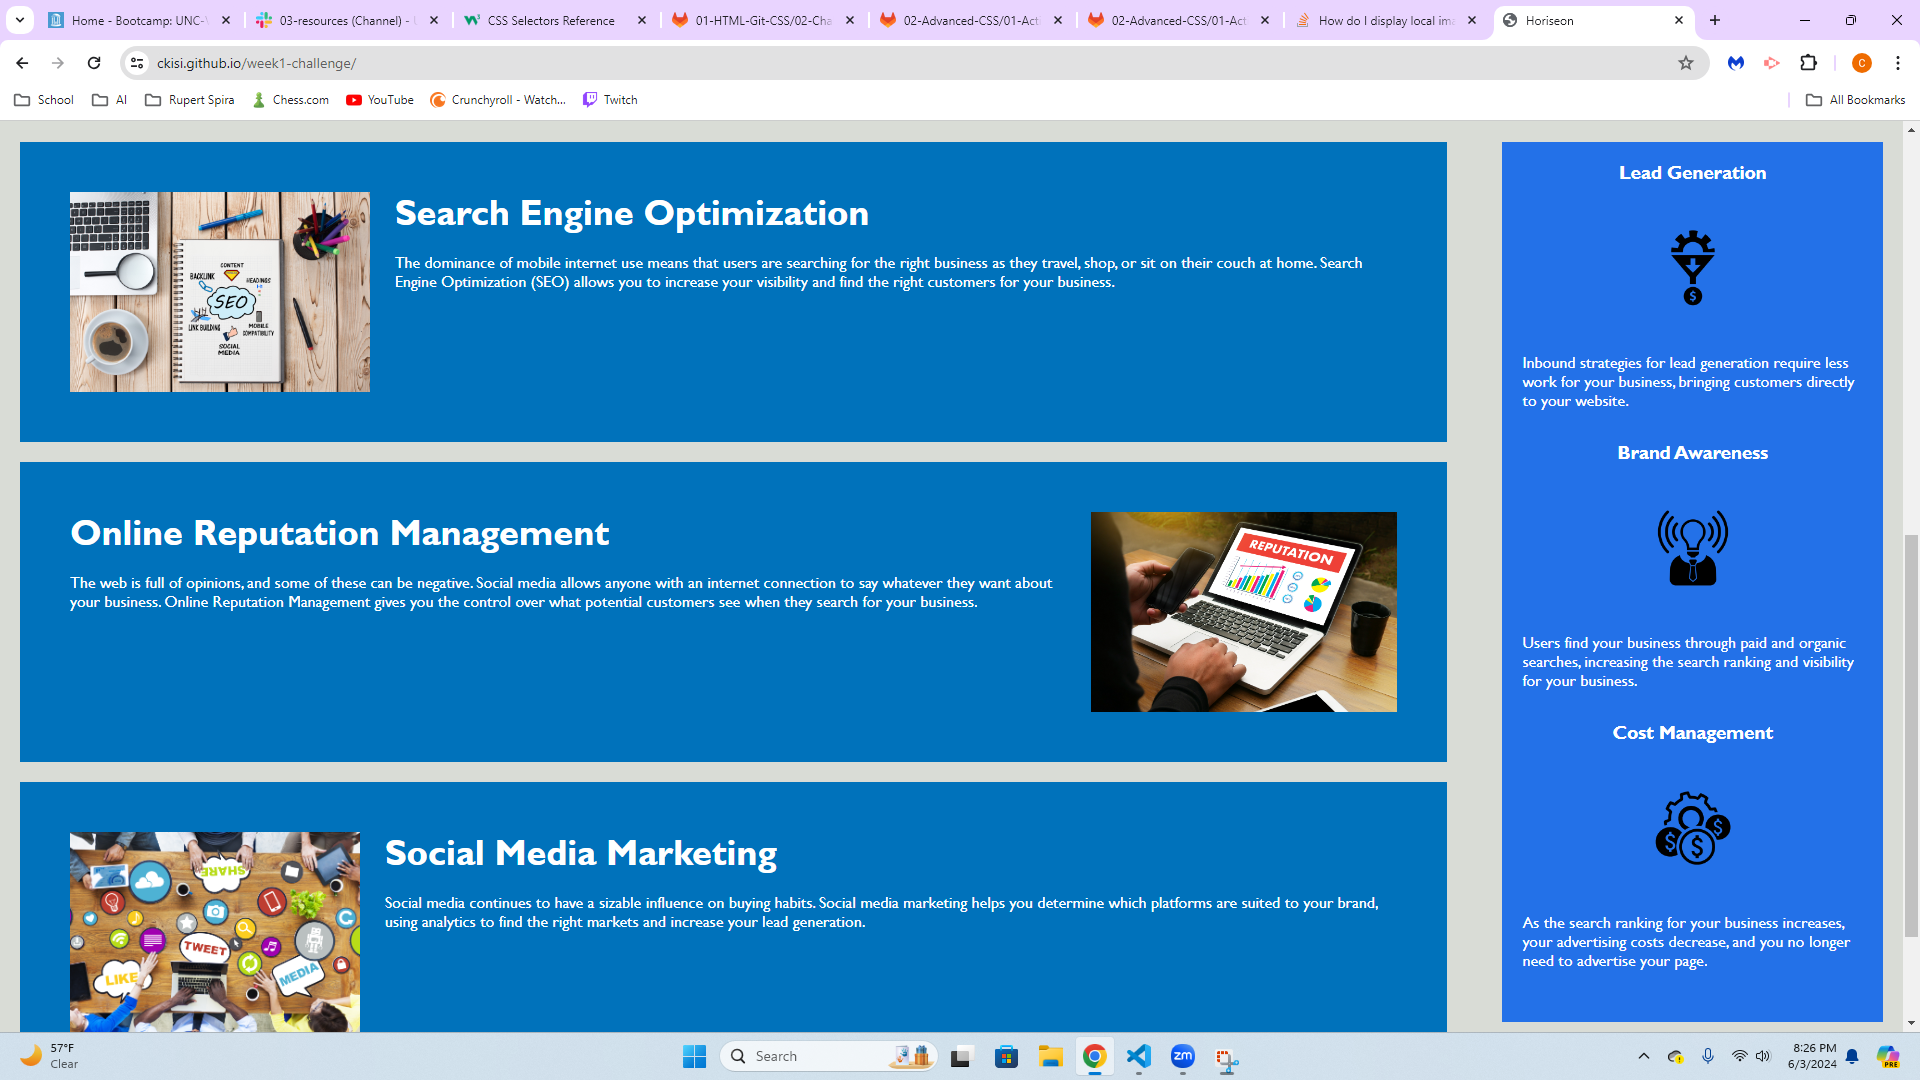 Home - Bootcamp: UNC-
03-resources (Channel) -
CSS Selectors Reference
01-HTML-Git-CSS/02-Cha
02-Advanced-CSS/01-Act
02-Advanced-CSS/01-Act
How do I display local ima
Horiseon
ckisi.github.io/week1-challenge/
School
AI
Rupert Spira
Chess.com
YouTube
Crunchyroll - Watch...
Twitch
All Bookmarks
CONTENT
BACKLINK
HEADINGS
SEO
LINK BUILDING
MOBILE
COMPATIBILITY
SOCIAL
MEDIA
Search Engine Optimization
The dominance of mobile internet use means that users are searching for the right business as they travel, shop, or sit on their couch at home. Search
Engine Optimization (SEO) allows you to increase your visibility and find the right customers for your business.
Online Reputation Management
The web is full of opinions, and some of these can be negative. Social media allows anyone with an internet connection to say whatever they want about
your business. Online Reputation Management gives you the control over what potential customers see when they search for your business.
REPUTATION
SHARE
TWEET
LIKE
MEDIA
Social Media Marketing
Social media continues to have a sizable influence on buying habits. Social media marketing helps you determine which platforms are suited to your brand,
using analytics to find the right markets and increase your lead generation.
Lead Generation
Inbound strategies for lead generation require less
work for your business, bringing customers directly
to your website.
Brand Awareness
Users find your business through paid and organic
searches, increasing the search ranking and visibility
for your business.
Cost Management
As the search ranking for your business increases,
your advertising costs decrease, and you no longer
need to advertise your page.
57°F
Clear
Search
zm
8:26 PM
6/3/2024
PRE